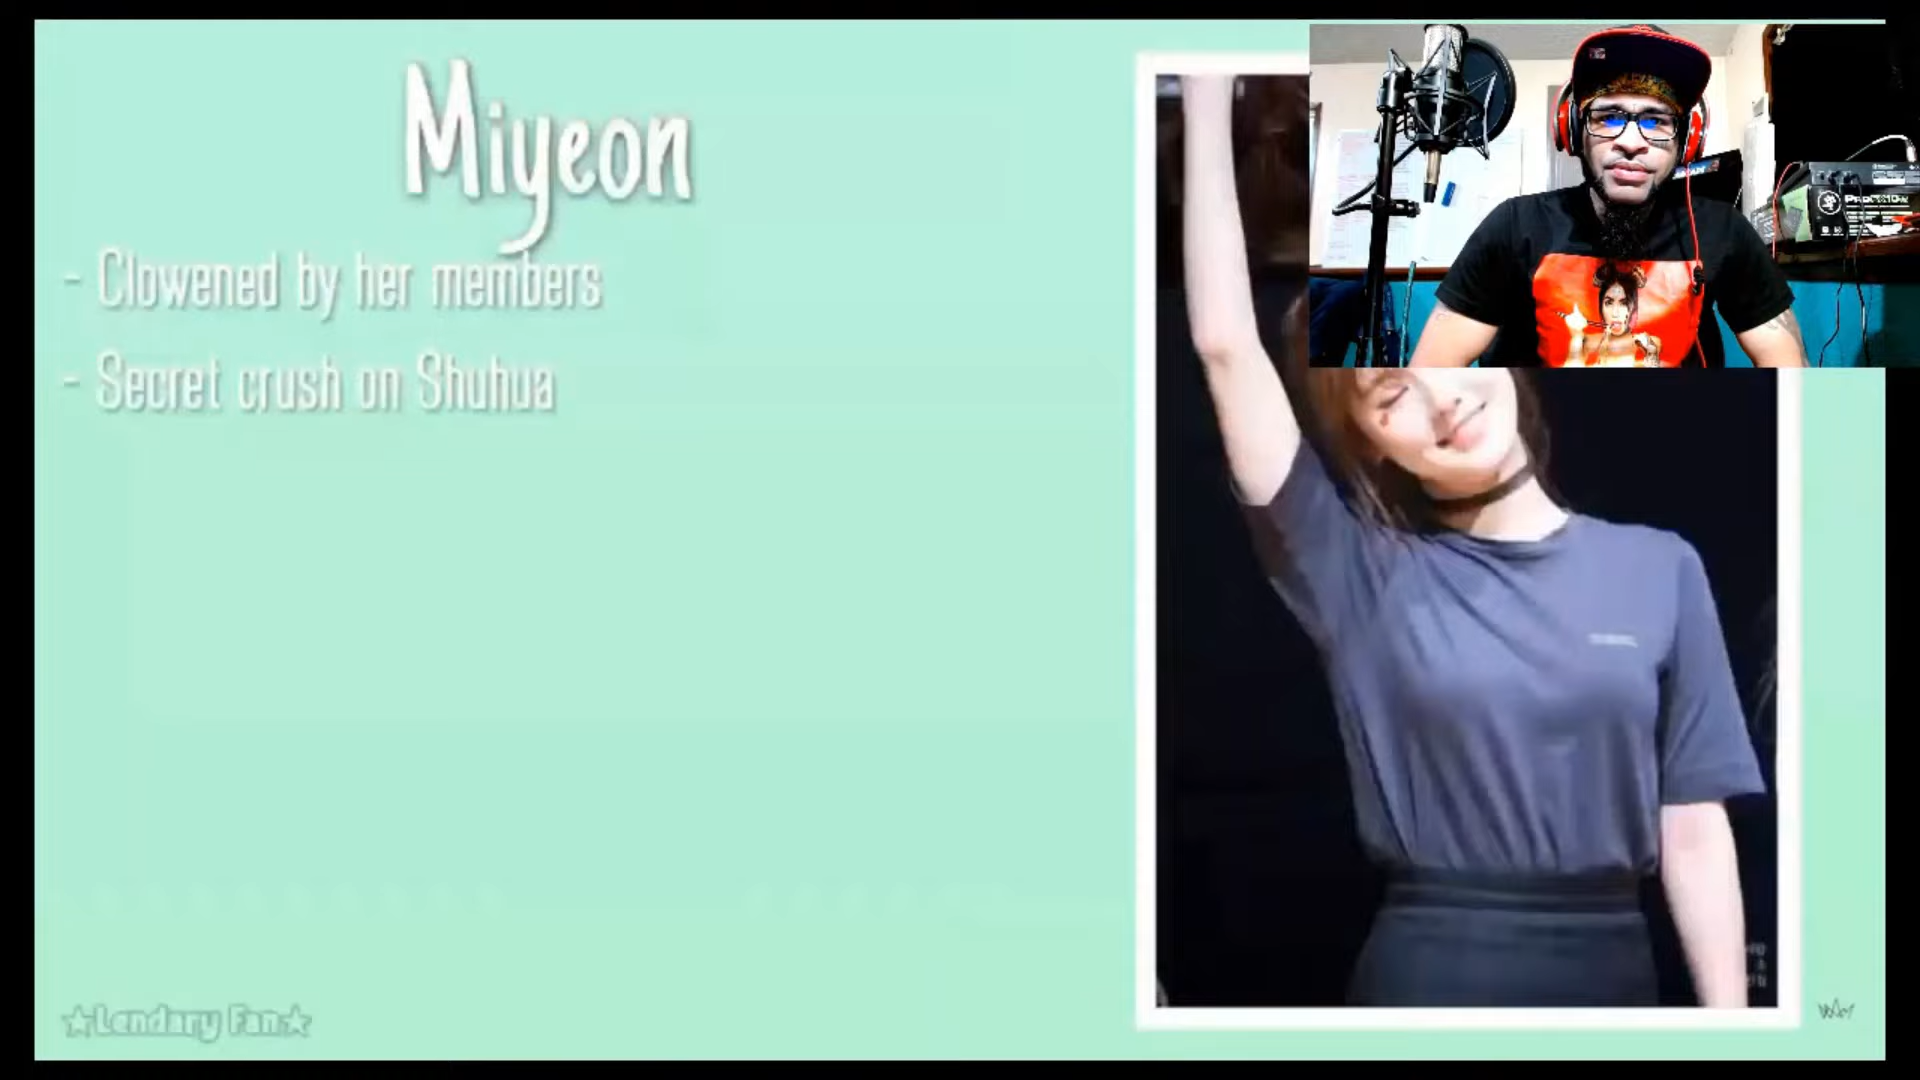 Miyeon
- Clowened by her members
- Secret crush on Shuhua
☆Lendary Fan☆